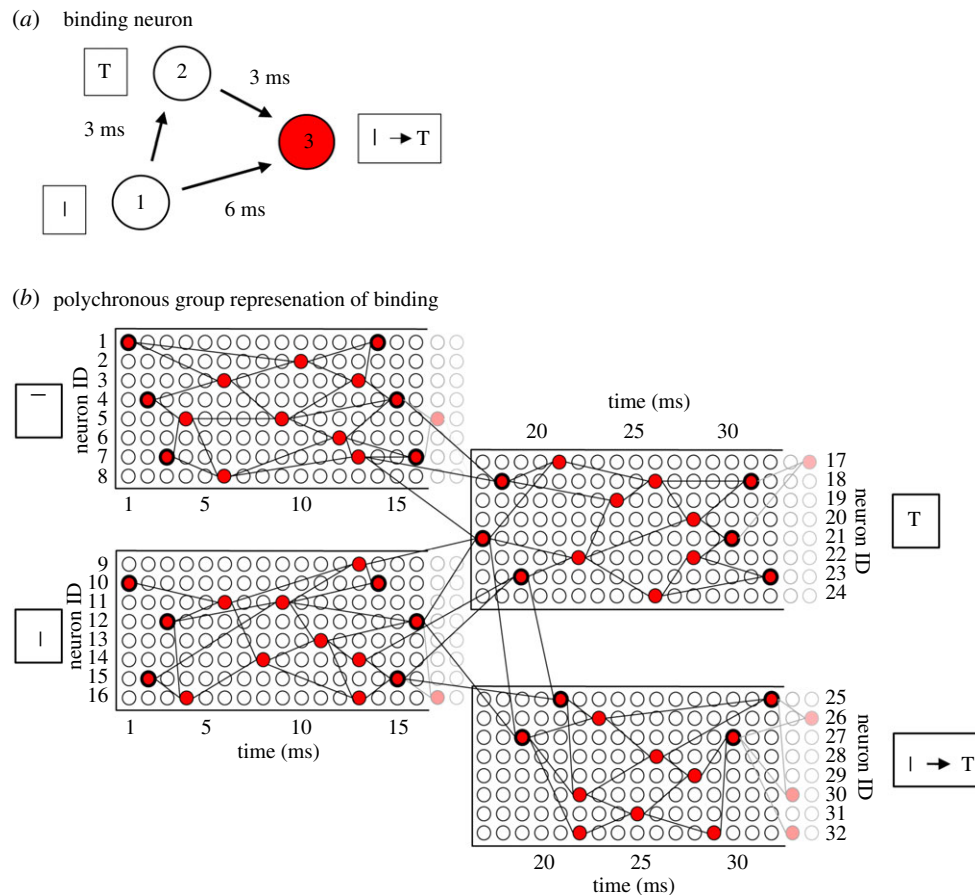 (a) binding neuron
T
2
3 ms
3 ms
3
| → T
|
1
6 ms
(b) polychronous group represenation of binding
neuron ID
1
2
3
4
5
6
7
8
1 5 10 15
time (ms)
20 25 30
17
18
19
20
21
22
23
24
neuron ID
T
neuron ID
9
10
11
12
13
14
15
16
|
1 5 10 15
time (ms)
25
26
27
28
29
30
31
32
neuron ID
| → T
20 25 30
time (ms)